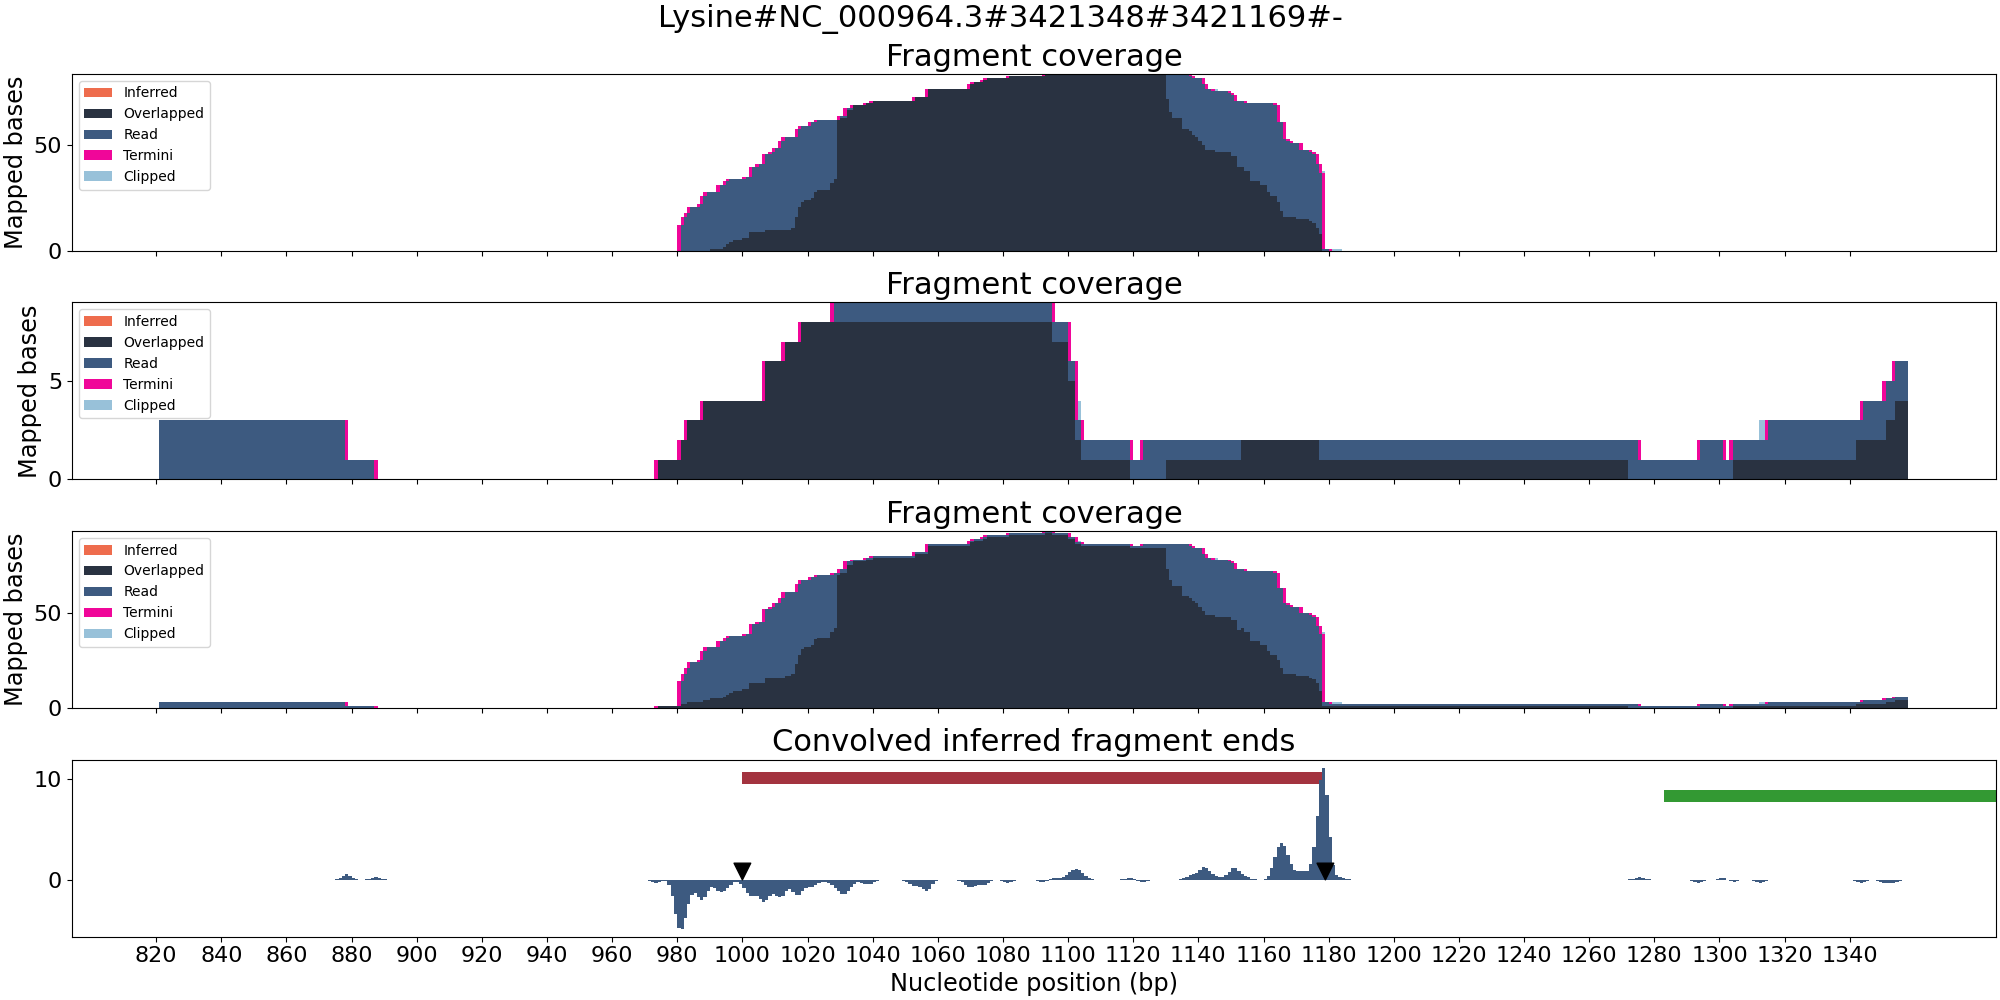 Lysine#NC_000964.3#3421348#3421169#-
Fragment coverage
Mapped bases
50
0
Inferred
Overlapped
Read
Termini
Clipped
Fragment coverage
Mapped bases
5
0
Inferred
Overlapped
Read
Termini
Clipped
Fragment coverage
Mapped bases
50
0
Inferred
Overlapped
Read
Termini
Clipped
Convolved inferred fragment ends
10
0
820 840 860 880 900 920 940 960 980 1000 1020 1040 1060 1080 1100 1120 1140 1160 1180 1200 1220 1240 1260 1280 1300 1320 1340
Nucleotide position (bp)